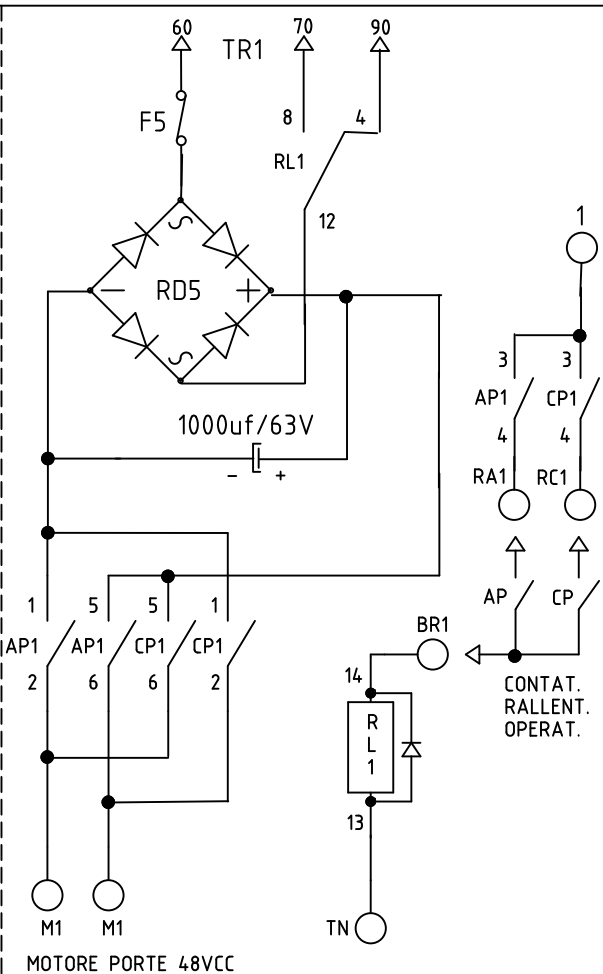 60
70
90
TR1
F5
8
4
RL1
12
1
RD5
−
+
3
3
AP1
CP1
1000uf/63V
4
4
- +
RA1
RC1
1
5
5
1
AP
CP
AP1
AP1
CP1
CP1
BR1
2
6
6
2
14
CONTAT.
RALLENT.
OPERAT.
R
L
1
13
M1
M1
TN
MOTORE PORTE 48VCC